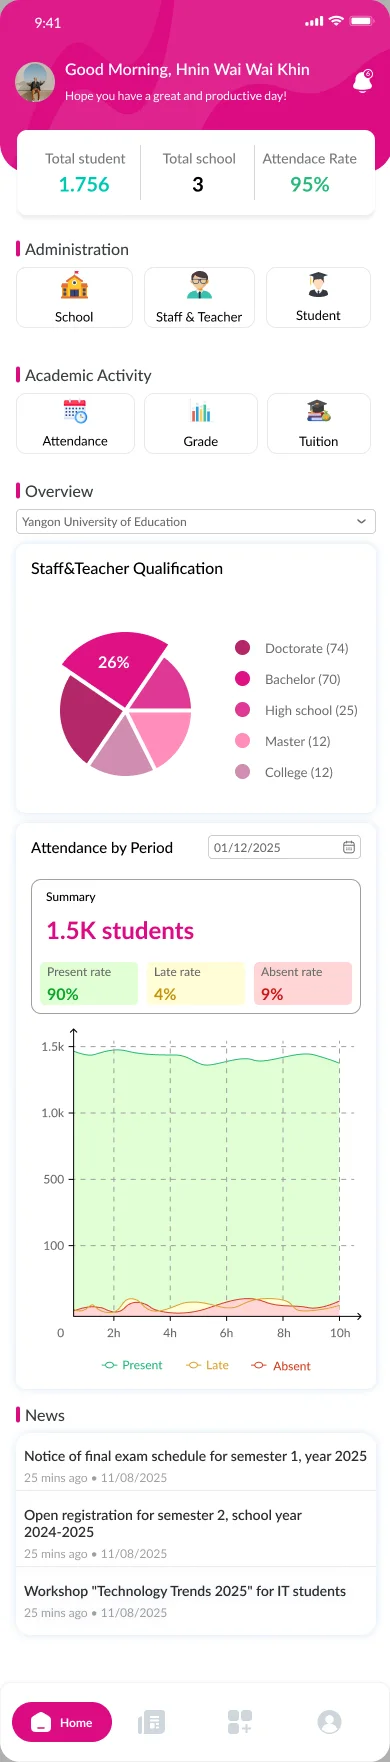 9:41
Good Morning, Hnin Wai Wai Khin
Hope you have a great and productive day!
Total student
Total school
Attendace Rate
1.756
3
95%
Administration
School
Staff & Teacher
Student
Academic Activity
Attendance
Grade
Tuition
Overview
Yangon University of Education
Staff&Teacher Qualification
26%
Doctorate (74)
Bachelor (70)
High school (25)
Master (12)
College (12)
Attendance by Period
01/12/2025
Summary
1.5K students
Present rate
90%
Late rate
4%
Absent rate
9%
1.5k
1.0k
500
100
0
2h
4h
6h
8h
10h
Present
Late
Absent
News
Notice of final exam schedule for semester 1, year 2025
25 mins ago • 11/08/2025
Open registration for semester 2, school year
2024-2025
25 mins ago • 11/08/2025
Workshop "Technology Trends 2025" for IT students
25 mins ago • 11/08/2025
Home